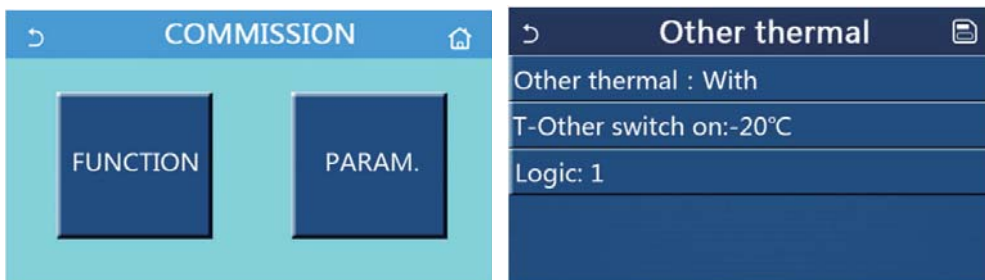 COMMISSION
FUNCTION
PARAM.
Other thermal
Other thermal : With
T-Other switch on:-20℃
Logic: 1